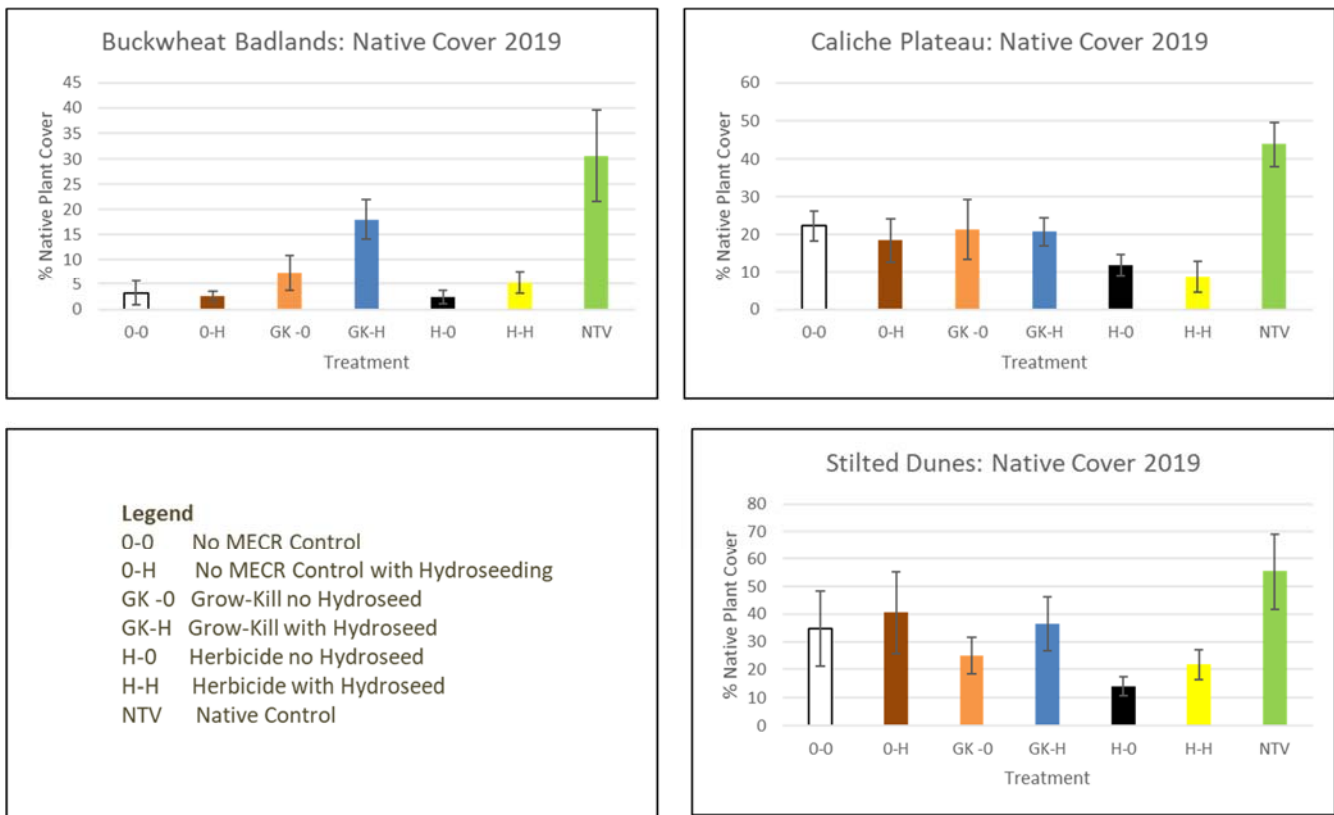 Buckwheat Badlands: Native Cover 2019
% Native Plant Cover
45
40
35
30
25
20
15
10
5
0
0-0 0-H GK -0 GK-H H-0 H-H NTV
Treatment
Caliche Plateau: Native Cover 2019
% Native Plant Cover
60
50
40
30
20
10
0
0-0 0-H GK -0 GK-H H-0 H-H NTV
Treatment
Legend
0-0 No MECR Control
0-H No MECR Control with Hydroseeding
GK -0 Grow-Kill no Hydroseed
GK-H Grow-Kill with Hydroseed
H-0 Herbicide no Hydroseed
H-H Herbicide with Hydroseed
NTV Native Control
Stilted Dunes: Native Cover 2019
% Native Plant Cover
80
70
60
50
40
30
20
10
0
0-0 0-H GK -0 GK-H H-0 H-H NTV
Treatment